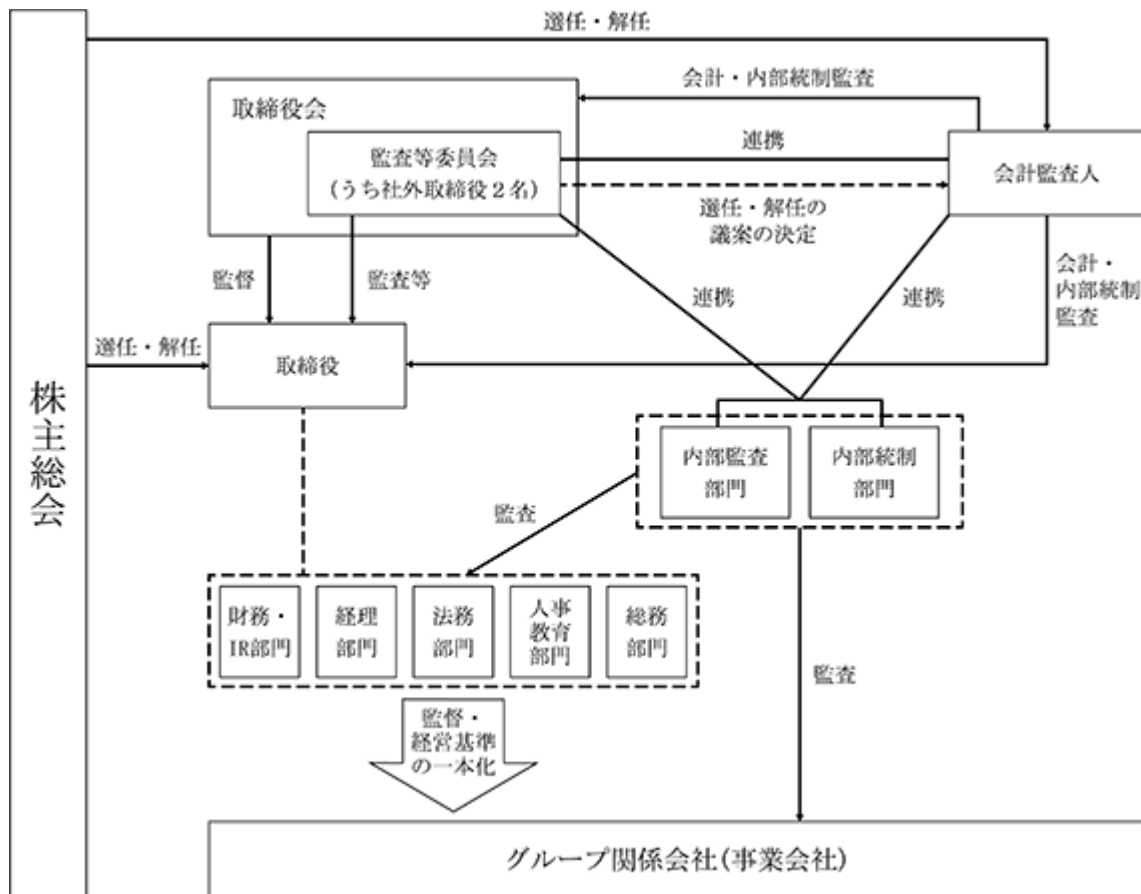 選任・解任
会計・内部統制監査
取締役会
監査等委員会
(うち社外取締役2名)
連携
会計監査人
選任・解任の
議案の決定
監督
監査等
連携
連携
会計・
内部統制
監査
選任・解任
取締役
株主総会
内部監査
部門
内部統制
部門
監査
財務・
IR部門
経理
部門
法務
部門
人事
教育
部門
総務
部門
監査
監督・
経営基準
の一本化
グループ関係会社(事業会社)